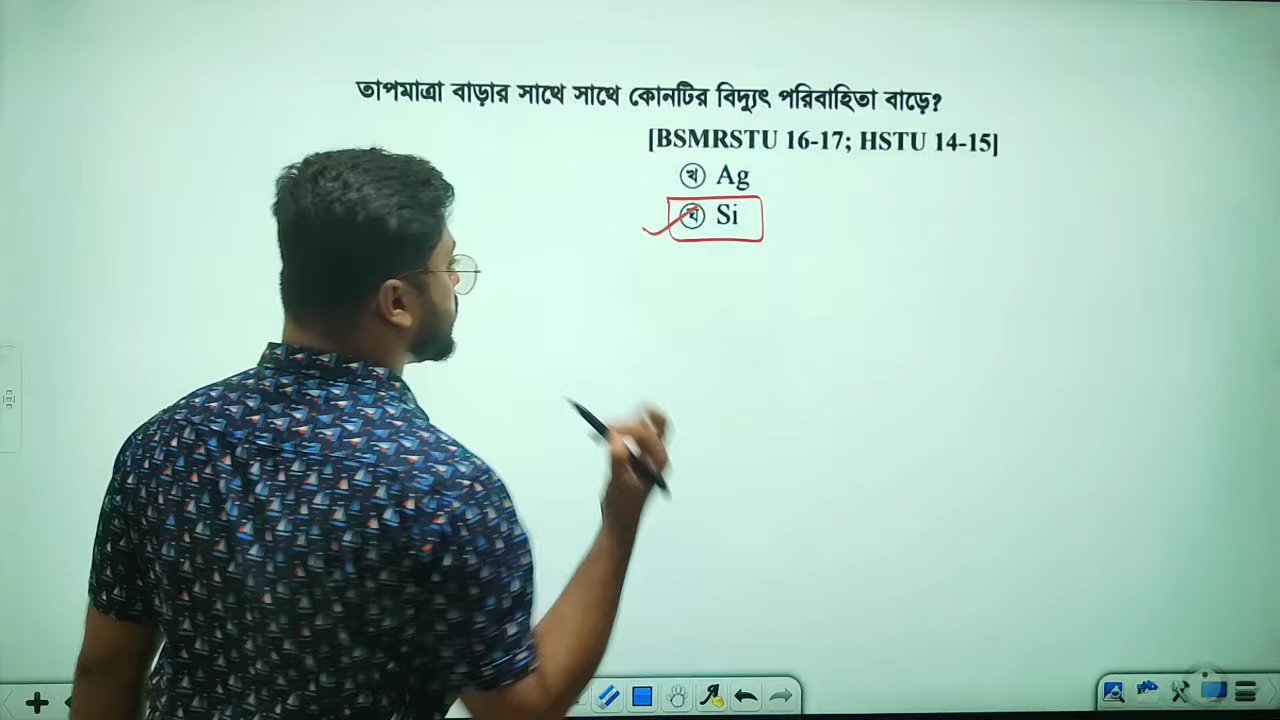 তাপমাত্রা বাড়ার সাথে সাথে কোনটির বিদ্যুৎ পরিবাহিতা বাড়ে?
[BSMRSTU 16-17; HSTU 14-15]
খ Ag
ঘ Si